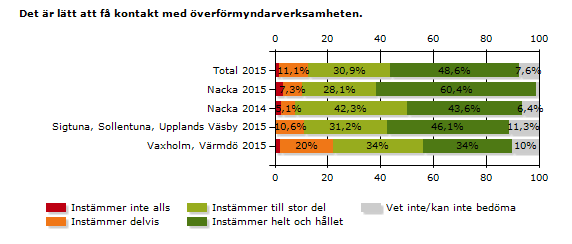 Det är lätt att få kontakt med överförmyndarverksamheten.
0 20 40 60 80 100
Total 2015 11,1% 30,9% 48,6% 7,6%
Nacka 2015 7,3% 28,1% 60,4%
Nacka 2014 5,1% 42,3% 43,6% 6,4%
Sigtuna, Sollentuna, Upplands Väsby 2015 10,6% 31,2% 46,1% 11,3%
Vaxholm, Värmdö 2015 20% 34% 34% 10%
0 20 40 60 80 100
Instämmer inte alls Instämmer till stor del Vet inte/kan inte bedöma
Instämmer delvis Instämmer helt och hållet